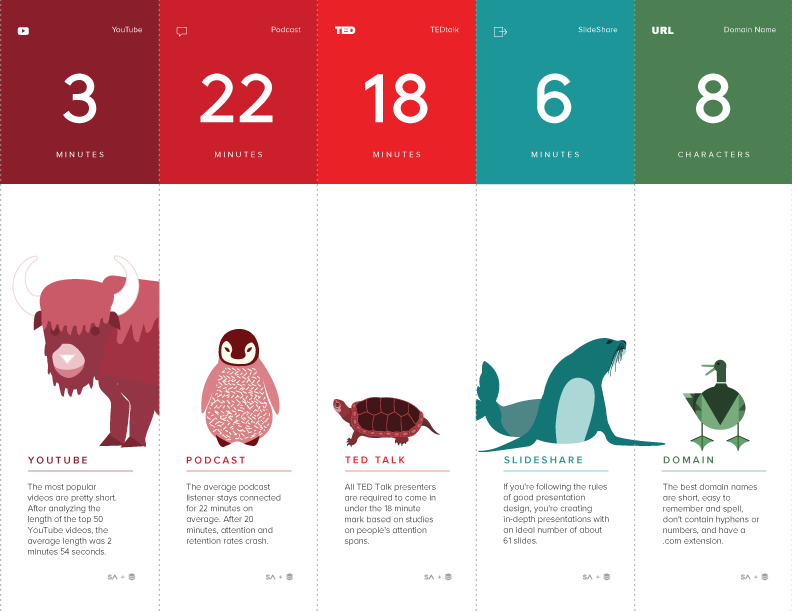 YouTube
3
MINUTES
Podcast
22
MINUTES
TED
TEDtalk
18
MINUTES
SlideShare
6
MINUTES
URL
Domain Name
8
CHARACTERS
YOUTUBE
The most popular
videos are pretty short.
After analyzing the
length of the top 50
YouTube videos, the
average length was 2
minutes 54 seconds.
SA +
PODCAST
The average podcast
listener stays connected
for 22 minutes on
average. After 20
minutes, attention and
retention rates crash.
SA +
TED TALK
All TED Talk presenters
are required to come in
under the 18 minute
mark based on studies
on people's attention
spans.
SA +
SLIDESHARE
If you're following the rules
of good presentation
design, you're creating
in-depth presentations with
an ideal number of about
61 slides.
SA +
DOMAIN
The best domain names
are short, easy to
remember and spell,
don't contain hyphens or
numbers, and have a
.com extension.
SA +